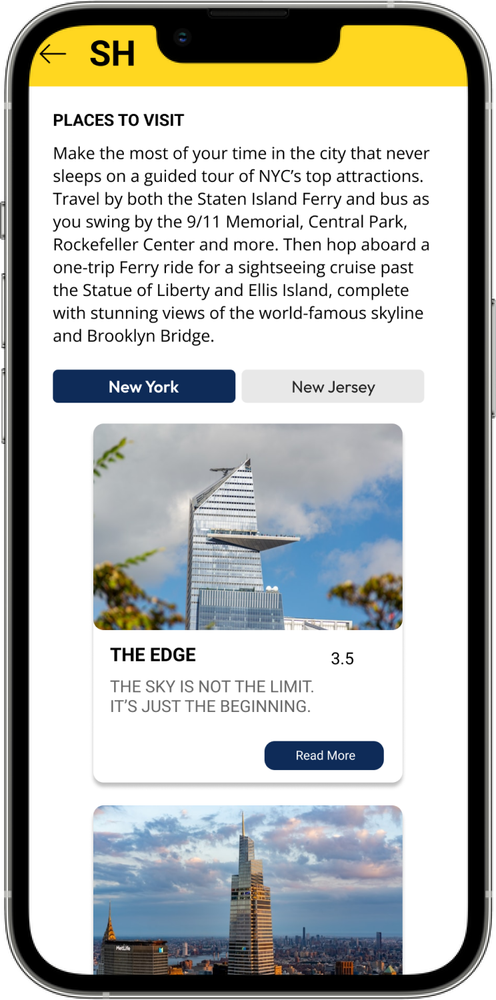 SH
PLACES TO VISIT
Make the most of your time in the city that never
sleeps on a guided tour of NYC’s top attractions.
Travel by both the Staten Island Ferry and bus as
you swing by the 9/11 Memorial, Central Park,
Rockefeller Center and more. Then hop aboard a
one-trip Ferry ride for a sightseeing cruise past
the Statue of Liberty and Ellis Island, complete
with stunning views of the world-famous skyline
and Brooklyn Bridge.
New York New Jersey
THE EDGE 3.5
THE SKY IS NOT THE LIMIT.
IT’S JUST THE BEGINNING.
Read More
MetLife